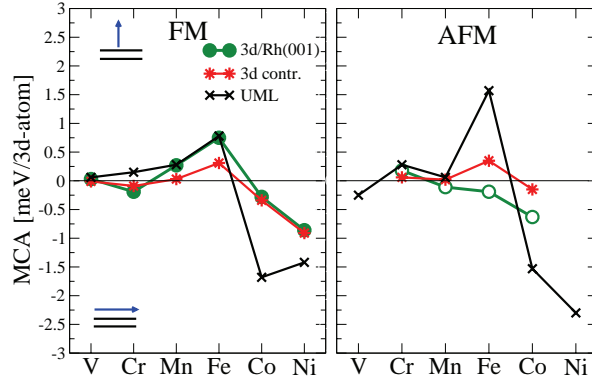 FM
AFM
3d/Rh(001)
3d contr.
UML
MCA [meV/3d-atom]
3
2.5
2
1.5
1
0.5
0
-0.5
-1
-1.5
-2
-2.5
-3
V Cr Mn Fe Co Ni
V Cr Mn Fe Co Ni